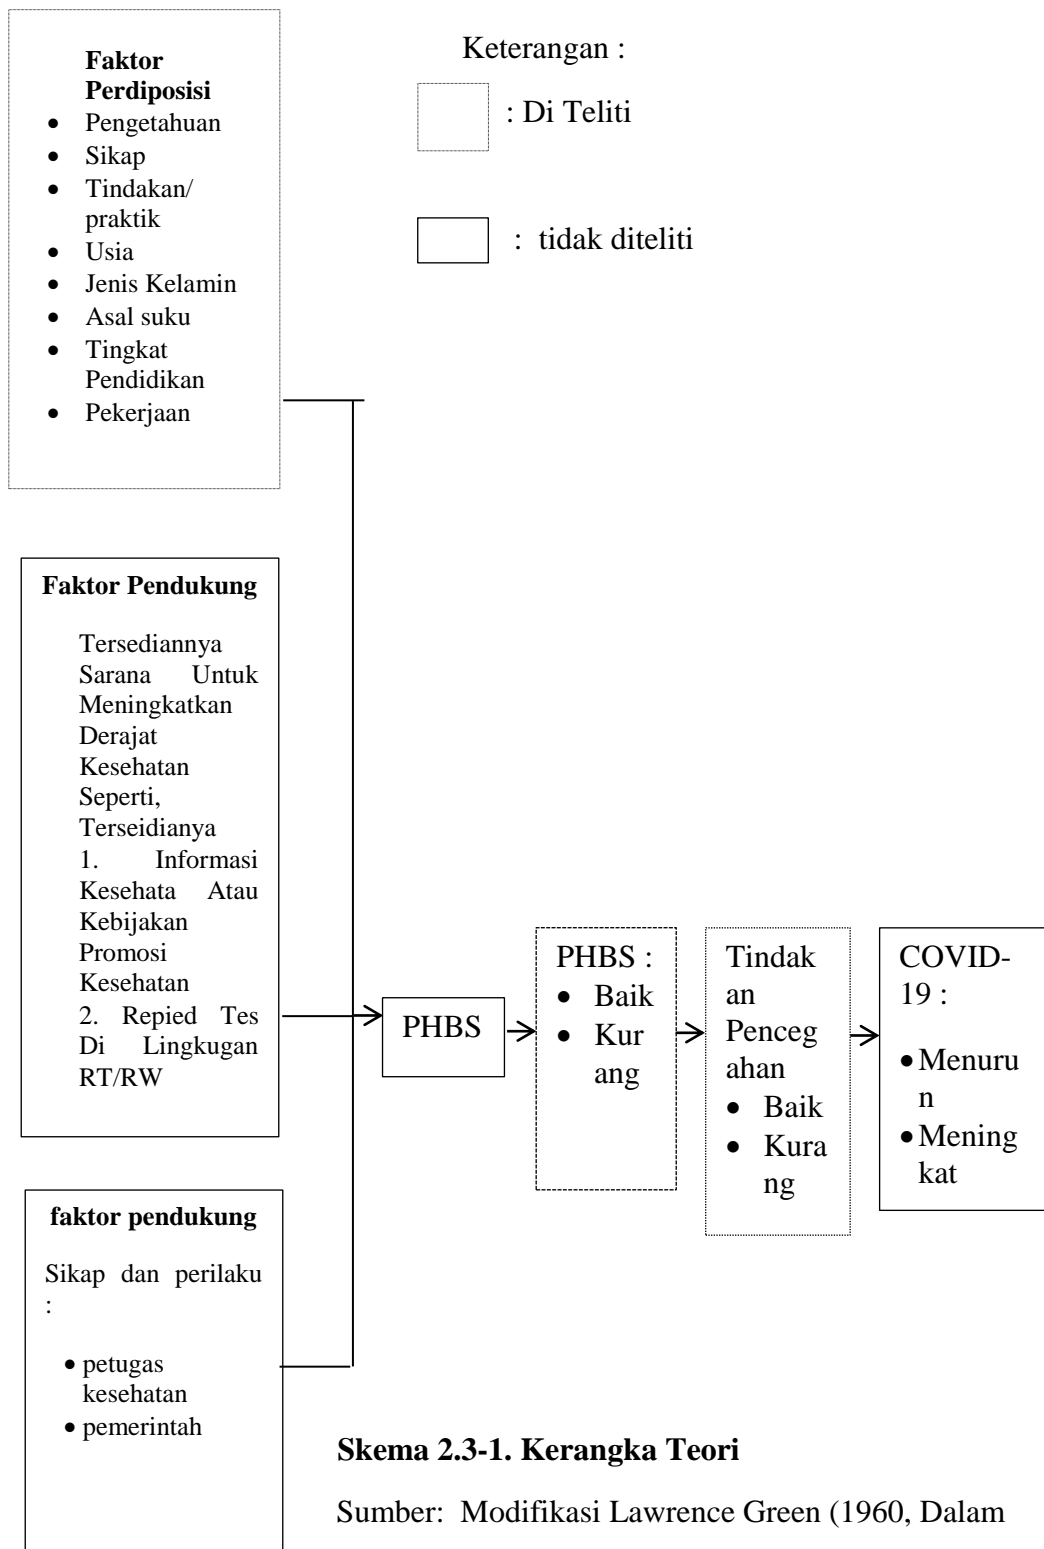 Faktor
Perdiposisi
• Pengetahuan
• Sikap
• Tindakan/
praktik
• Usia
• Jenis Kelamin
• Asal suku
• Tingkat
Pendidikan
• Pekerjaan
Keterangan :
: Di Teliti
: tidak diteliti
Faktor Pendukung
Tersediannya
Sarana Untuk
Meningkatkan
Derajat
Kesehatan
Seperti,
Terseidianya
1. Informasi
Kesehata Atau
Kebijakan
Promosi
Kesehatan
2. Repied Tes
Di Lingkugan
RT/RW
faktor pendukung
Sikap dan perilaku
:
• petugas
kesehatan
• pemerintah
PHBS
PHBS :
• Baik
• Kur
ang
Tindak
an
Penceg
ahan
• Baik
• Kura
ng
COVID-
19 :
• Menuru
n
• Mening
kat
Skema 2.3-1. Kerangka Teori
Sumber: Modifikasi Lawrence Green (1960, Dalam